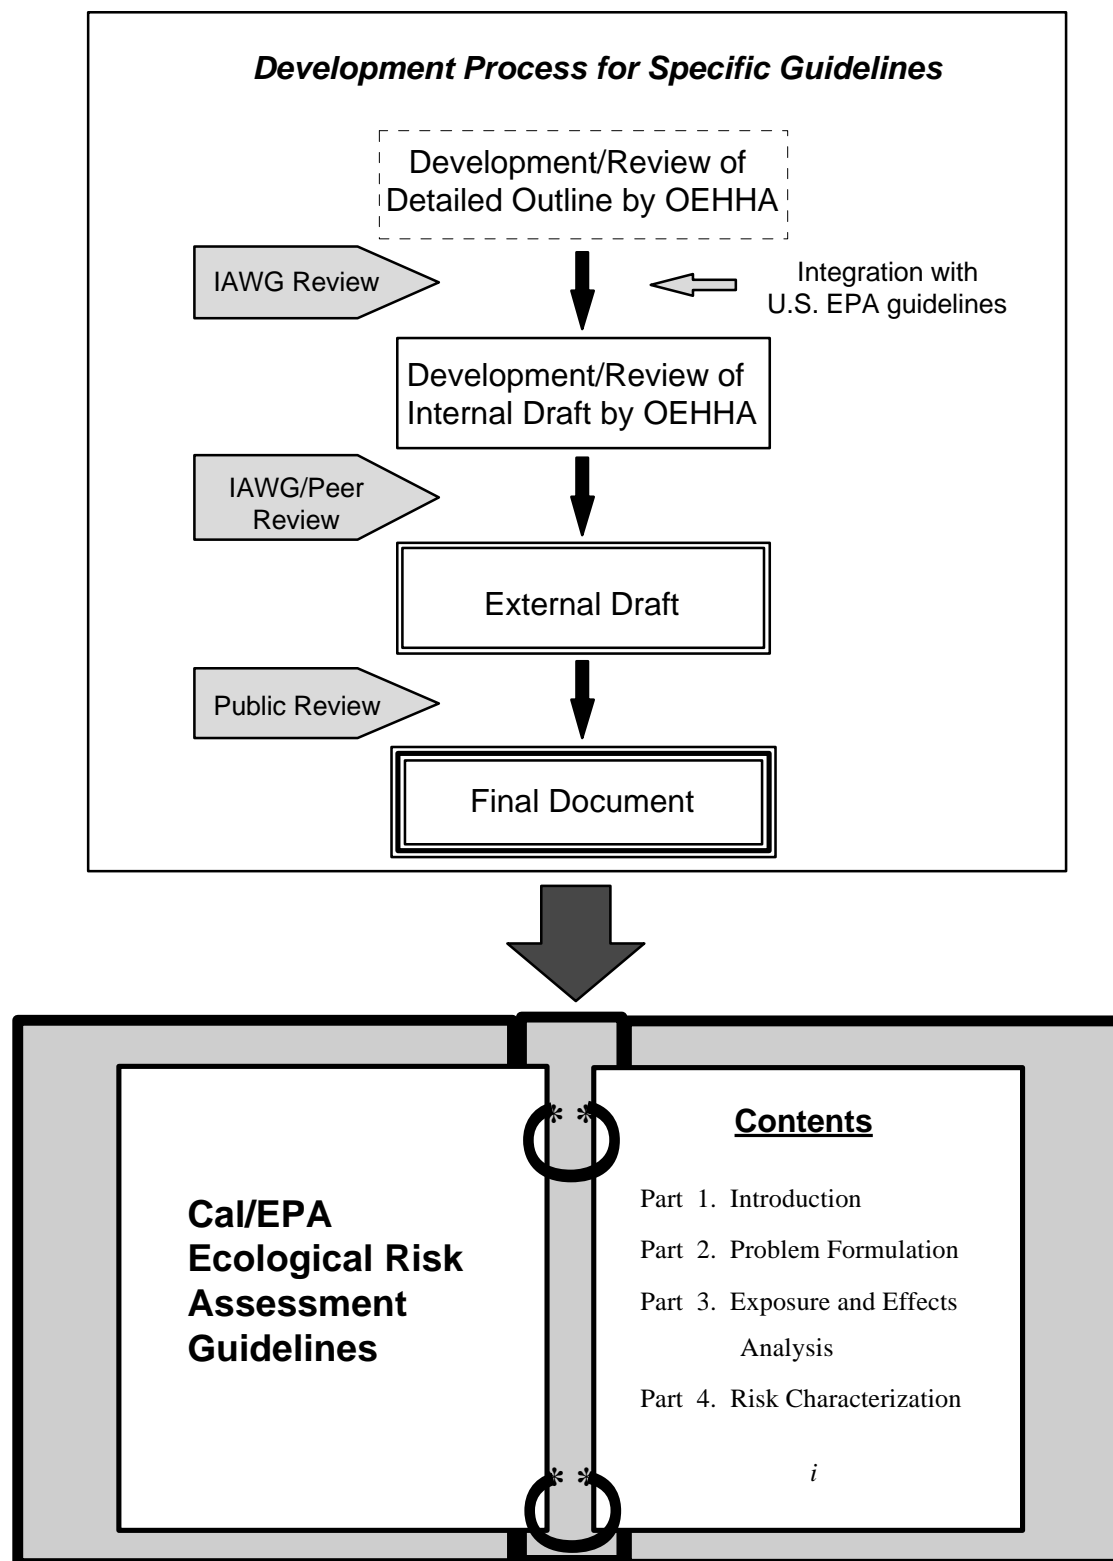 Development Process for Specific Guidelines
Development/Review of
Detailed Outline by OEHHA
IAWG Review
Integration with
U.S. EPA guidelines
Development/Review of
Internal Draft by OEHHA
IAWG/Peer
Review
External Draft
Public Review
Final Document
Cal/EPA
Ecological Risk
Assessment
Guidelines
* *
Contents
Part 1. Introduction
Part 2. Problem Formulation
Part 3. Exposure and Effects
Analysis
Part 4. Risk Characterization
i
* *